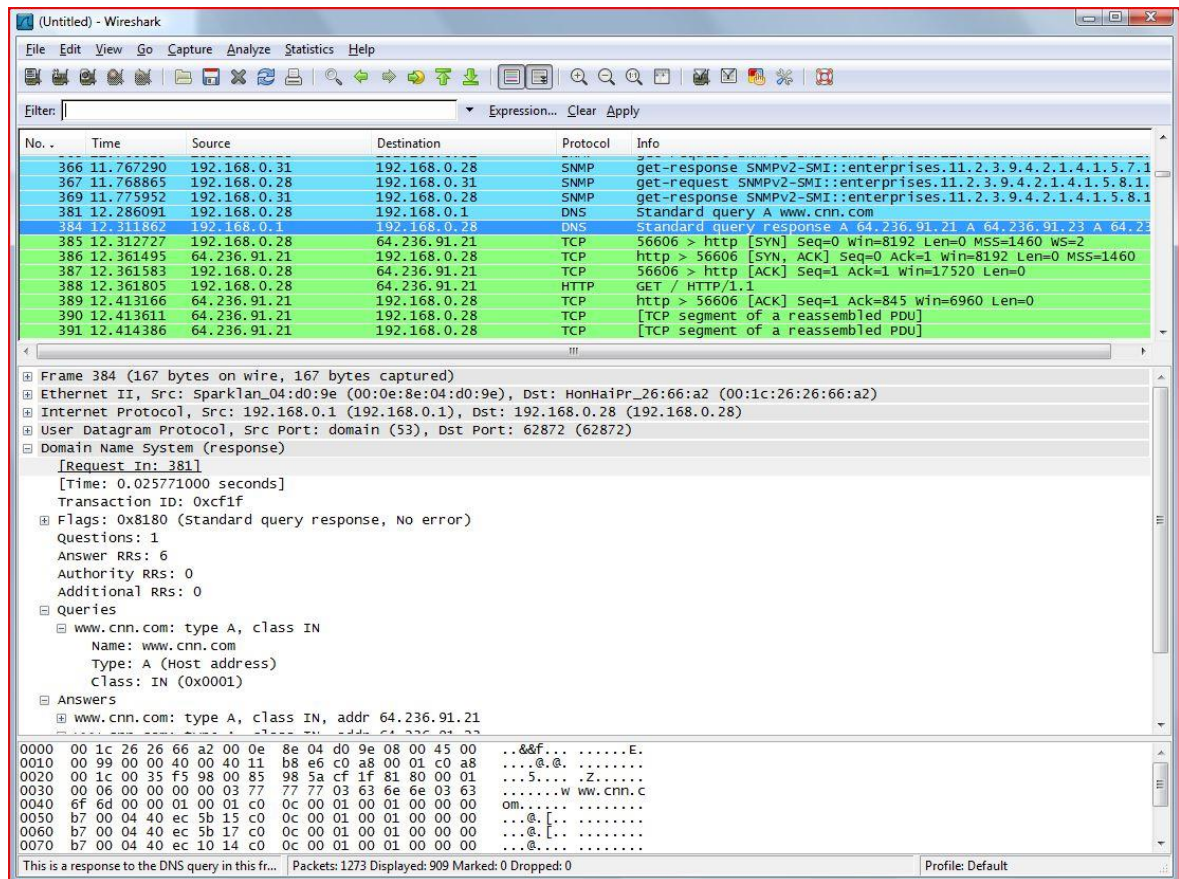 (Untitled) - Wireshark
File Edit View Go Capture Analyze Statistics Help
Filter: Expression... Clear Apply
No. . Time Source Destination Protocol Info
366 11.767290 192.168.0.31 192.168.0.28 SNMP get-response SNMPv2-SMI::enterprises.11.2.3.9.4.2.1.4.1.5.7.1
367 11.768865 192.168.0.28 192.168.0.31 SNMP get-request SNMPv2-SMI::enterprises.11.2.3.9.4.2.1.4.1.5.8.1.
369 11.775952 192.168.0.31 192.168.0.28 SNMP get-response SNMPv2-SMI::enterprises.11.2.3.9.4.2.1.4.1.5.8.1
381 12.286091 192.168.0.28 192.168.0.1 DNS Standard query A www.cnn.com
384 12.311862 192.168.0.1 192.168.0.28 DNS Standard query response A 64.236.91.21 A 64.236.91.23 A 64.23
385 12.312727 192.168.0.28 64.236.91.21 TCP 56606 > http [SYN] Seq=0 Win=8192 Len=0 MSS=1460 WS=2
386 12.361495 64.236.91.21 192.168.0.28 TCP http > 56606 [SYN, ACK] Seq=0 Ack=1 Win=8192 Len=0 MSS=1460
387 12.361583 192.168.0.28 64.236.91.21 TCP 56606 > http [ACK] Seq=1 Ack=1 Win=17520 Len=0
388 12.361805 192.168.0.28 64.236.91.21 HTTP GET / HTTP/1.1
389 12.413166 64.236.91.21 192.168.0.28 TCP http > 56606 [ACK] Seq=1 Ack=845 Win=6960 Len=0
390 12.413611 64.236.91.21 192.168.0.28 TCP [TCP segment of a reassembled PDU]
391 12.414386 64.236.91.21 192.168.0.28 TCP [TCP segment of a reassembled PDU]
Frame 384 (167 bytes on wire, 167 bytes captured)
Ethernet II, Src: Sparklan_04:d0:9e (00:0e:8e:04:d0:9e), Dst: HonHaiPr_26:66:a2 (00:1c:26:26:66:a2)
Internet Protocol, Src: 192.168.0.1 (192.168.0.1), Dst: 192.168.0.28 (192.168.0.28)
User Datagram Protocol, Src Port: domain (53), Dst Port: 62872 (62872)
Domain Name System (response)
[Request In: 381]
[Time: 0.025771000 seconds]
Transaction ID: 0xcf1f
Flags: 0x8180 (Standard query response, No error)
Questions: 1
Answer RRs: 6
Authority RRs: 0
Additional RRs: 0
Queries
www.cnn.com: type A, class IN
Name: www.cnn.com
Type: A (Host address)
Class: IN (0x0001)
Answers
www.cnn.com: type A, class IN, addr 64.236.91.21
0000 00 1c 26 26 66 a2 00 0e 8e 04 d0 9e 08 00 45 00 ..&&f... ......E.
0010 00 99 00 00 40 00 40 11 b8 e6 c0 a8 00 01 c0 a8 ....@.@. ........
0020 00 1c 00 35 f5 98 00 85 98 5a cf 1f 81 80 00 01 ...5.... .Z......
0030 00 06 00 00 00 00 03 77 77 77 03 63 6e 6e 03 63 .......w ww.cnn.c
0040 6f 6d 00 00 01 00 01 c0 0c 00 01 00 01 00 00 00 om...... ........
0050 b7 00 04 40 ec 5b 15 c0 0c 00 01 00 01 00 00 00 ...@.[.. ........
0060 b7 00 04 40 ec 5b 17 c0 0c 00 01 00 01 00 00 00 ...@.[.. ........
0070 b7 00 04 40 ec 10 14 c0 0c 00 01 00 01 00 00 00 ...@.... ........
This is a response to the DNS query in this fr... Packets: 1273 Displayed: 909 Marked: 0 Dropped: 0 Profile: Default